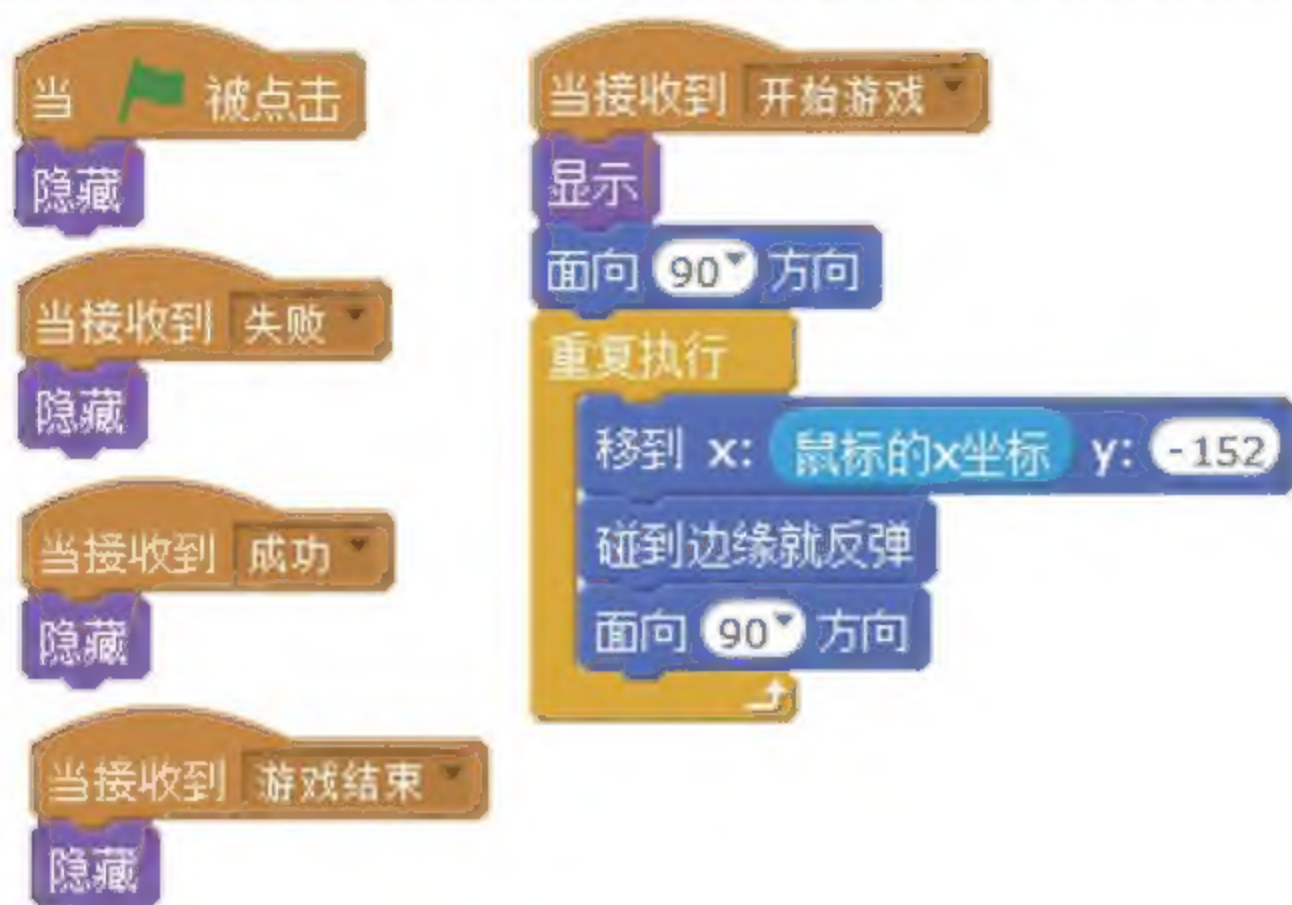 当 被点击
隐藏
当接收到 失败
隐藏
当接收到 成功
隐藏
当接收到 游戏结束
隐藏
当接收到 开始游戏
显示
面向 90 方向
重复执行
移到 x: 鼠标的x坐标 y: -152
碰到边缘就反弹
面向 90 方向